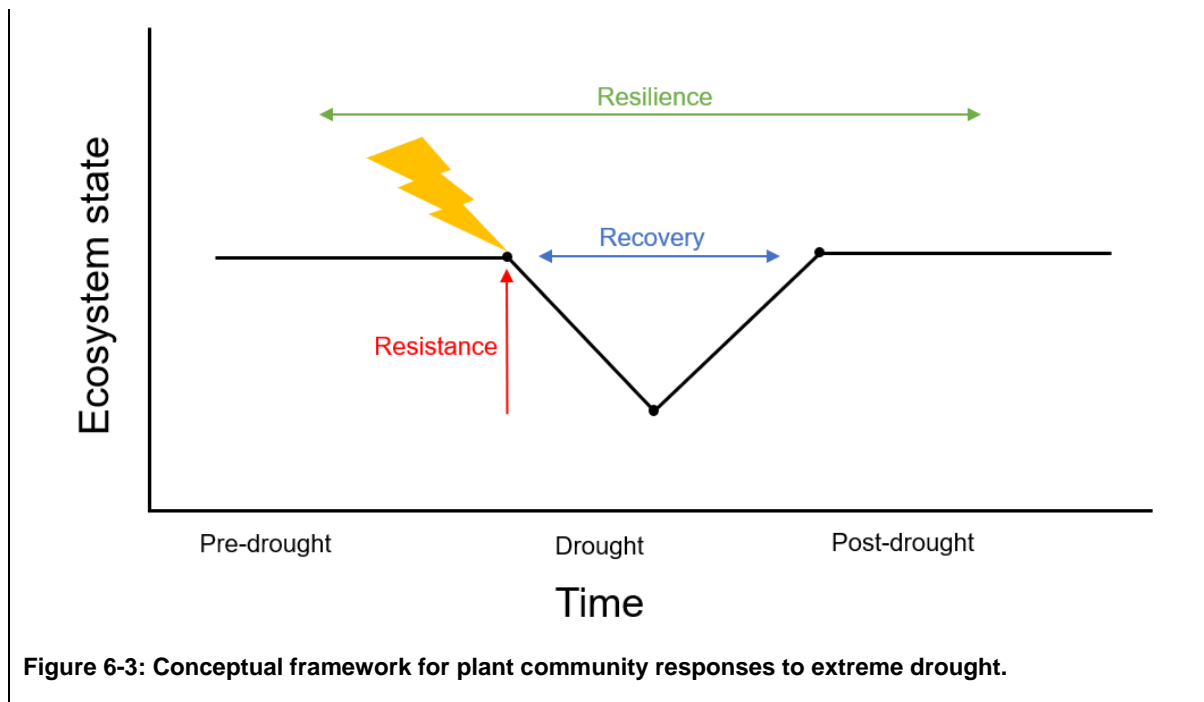 Resilience
Ecosystem state
Recovery
Resistance
Pre-drought
Drought
Post-drought
Time
Figure 6-3: Conceptual framework for plant community responses to extreme drought.